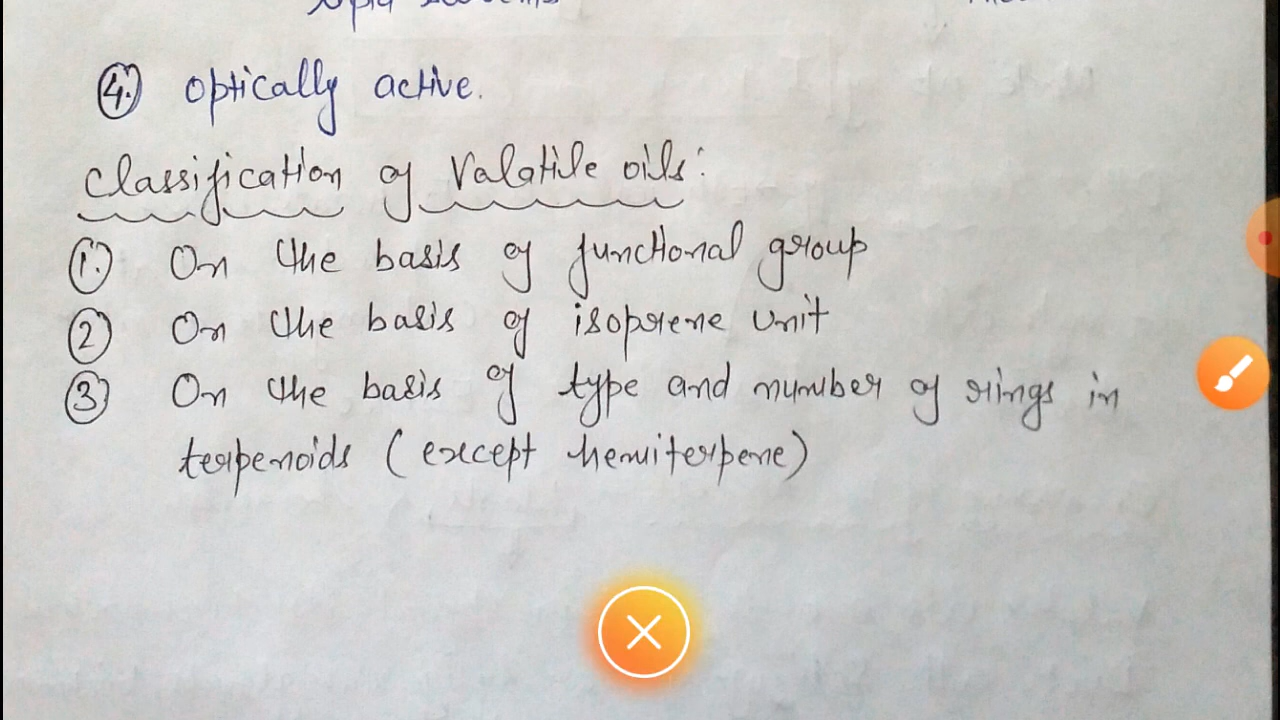 ④ Optically active.
Classification of Valatile oils:
① On the basis of functional group
② On the basis of isoprene unit
③ On the basis of type and number of rings in
terpenoids (except hemiterpene)